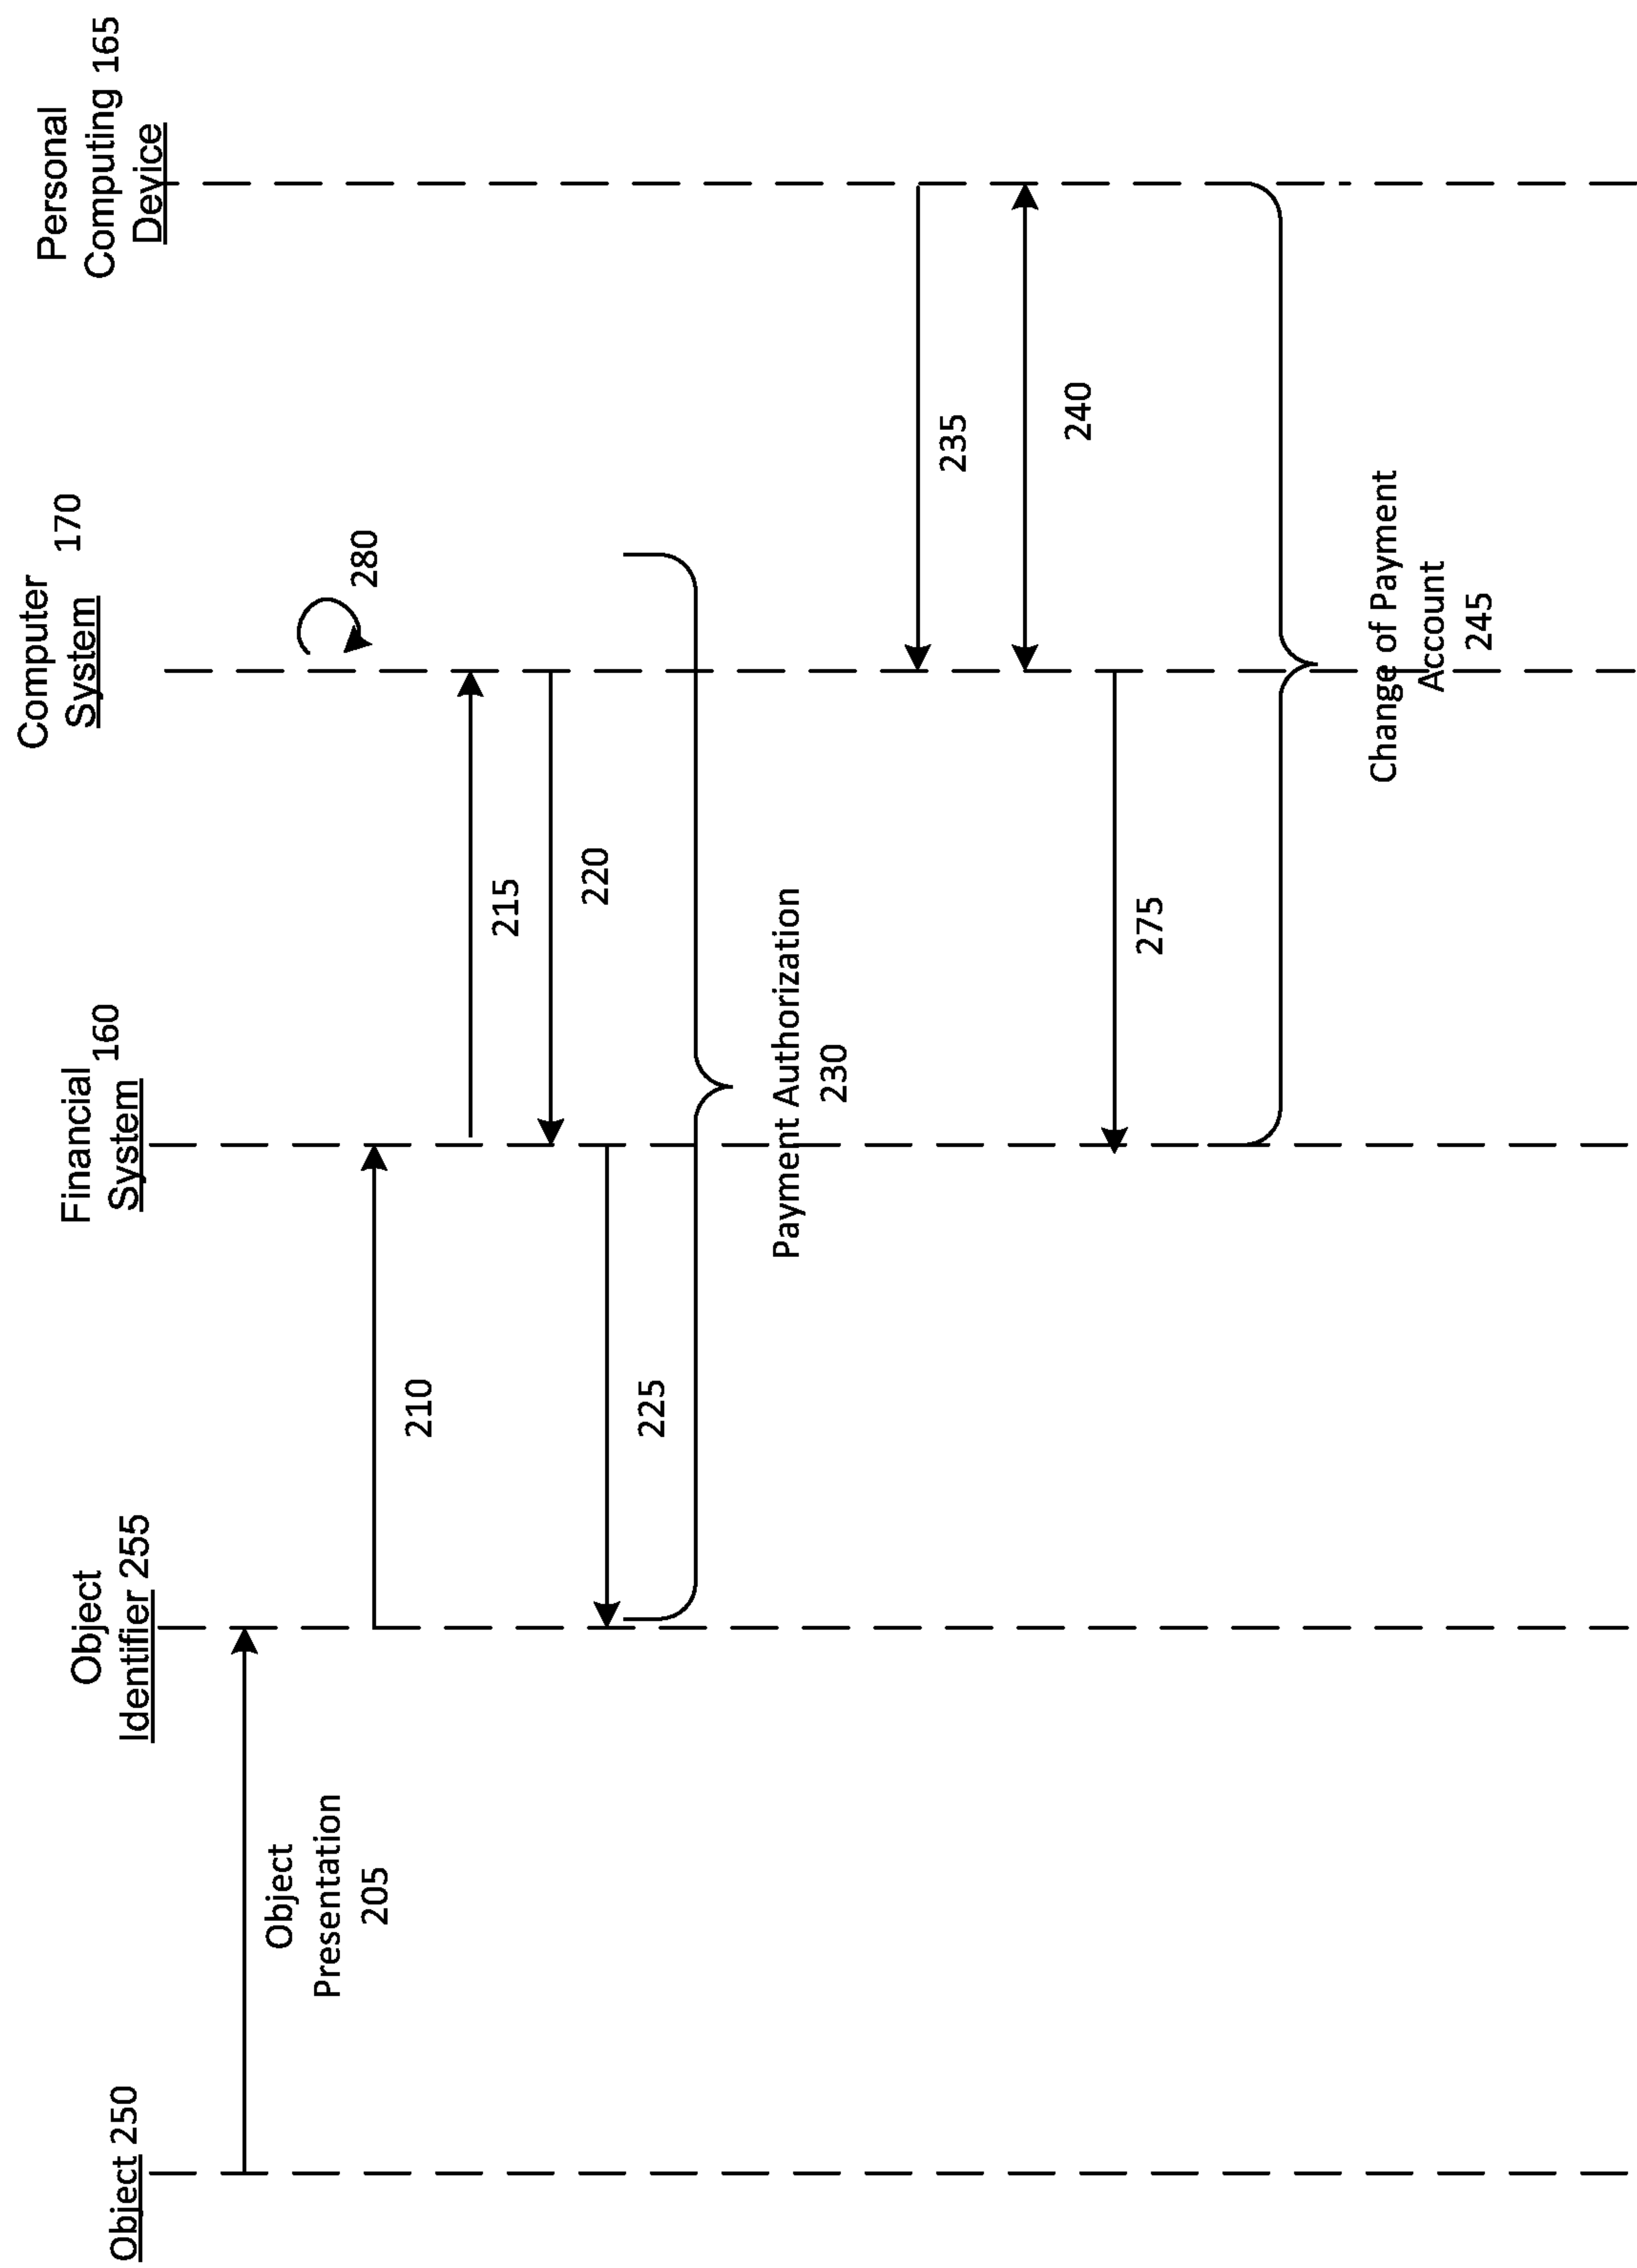 Object 250
Object
Identifier 255
Financial
System
160
Computer
System
170
Personal
Computing 165
Device
Object
Presentation
205
280
210
215
220
225
Payment Authorization
230
235
240
275
Change of Payment
Account
245